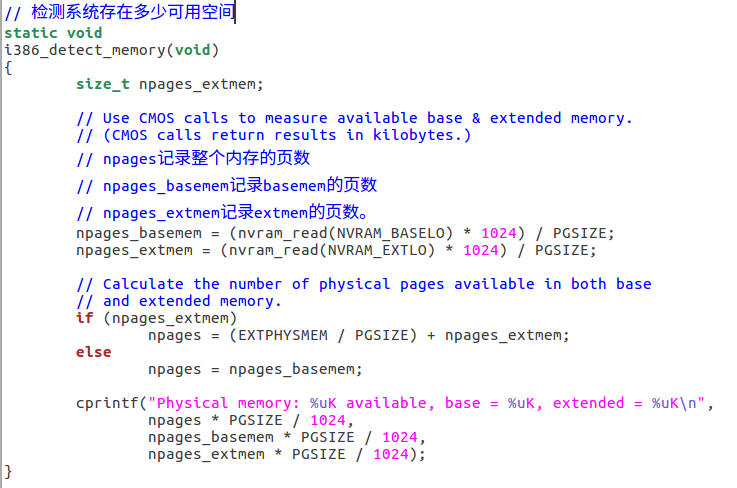 // 检测系统存在多少可用空间
static void
i386_detect_memory(void)
{
        size_t npages_extmem;

        // Use CMOS calls to measure available base & extended memory.
        // (CMOS calls return results in kilobytes.)
        // npages记录整个内存的页数
        // npages_basemem记录basemem的页数
        // npages_extmem记录extmem的页数。
        npages_basemem = (nvram_read(NVRAM_BASELO) * 1024) / PGSIZE;
        npages_extmem = (nvram_read(NVRAM_EXTLO) * 1024) / PGSIZE;

        // Calculate the number of physical pages available in both base
        // and extended memory.
        if (npages_extmem)
                npages = (EXTPHYSMEM / PGSIZE) + npages_extmem;
        else
                npages = npages_basemem;

        cprintf("Physical memory: %uK available, base = %uK, extended = %uK\n",
                npages * PGSIZE / 1024,
                npages_basemem * PGSIZE / 1024,
                npages_extmem * PGSIZE / 1024);
}